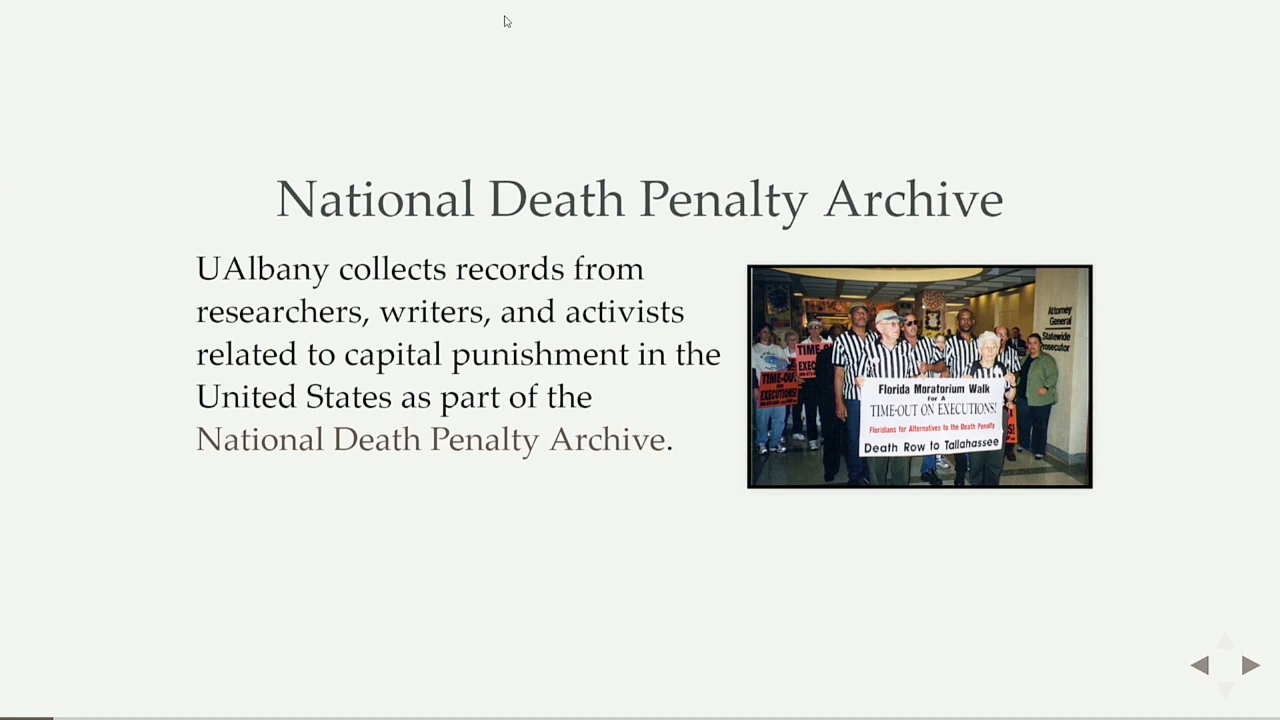 National Death Penalty Archive
UAlbany collects records from
researchers, writers, and activists
related to capital punishment in the
United States as part of the
National Death Penalty Archive.
Attorney
General
Statewide
Prosecutor
TIME-OUT
ON
EXECUTIONS!
Florida Moratorium Walk
For A
TIME-OUT ON EXECUTIONS!
Floridians for Alternatives to the Death Penalty
Death Row to Tallahassee